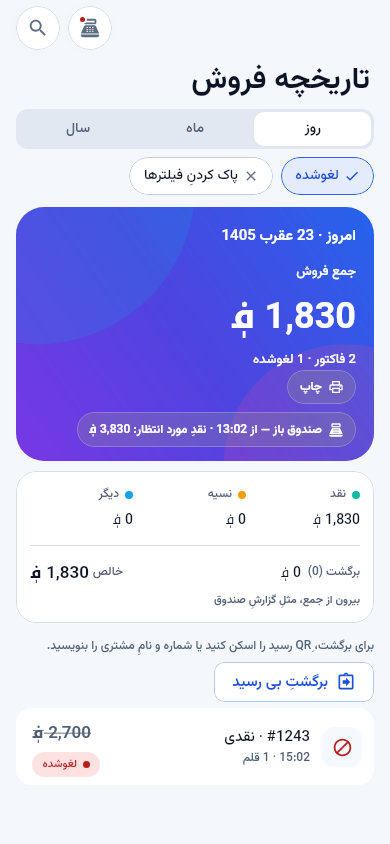 تاریخچه فروش
روز
ماه
سال
لغوشده
پاک کردنِ فیلترها
امروز · 23 عقرب 1405
جمع فروش
1,830 ؋
2 فاکتور · 1 لغوشده
چاپ
صندوق باز — از 13:02 · نقدِ مورد انتظار: 3,830 ؋
نقد
نسیه
دیگر
1,830 ؋
0 ؋
0 ؋
برگشت (0) 0 ؋
خالص 1,830 ؋
بیرون از جمع، مثلِ گزارشِ صندوق
برای برگشت، QR رسید را اسکن کنید یا شماره و نامِ مشتری را بنویسید.
برگشتِ بی رسید
#1243 · نقدی
2,700 ؋
15:02 · 1 قلم
لغوشده